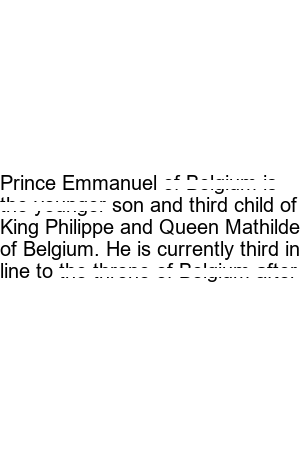 Prince Emmanuel of Belgium is
the younger son and third child of
King Philippe and Queen Mathilde
of Belgium. He is currently third in
line to the throne of Belgium after